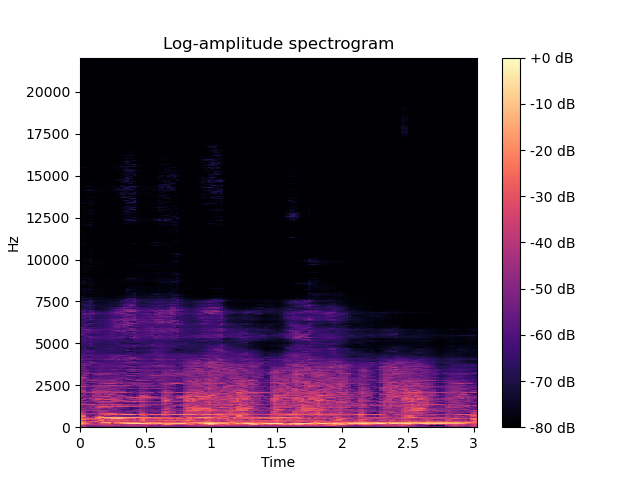 Log-amplitude spectrogram
Hz
20000
17500
15000
12500
10000
7500
5000
2500
0
0 0.5 1 1.5 2 2.5 3
Time
+0 dB
-10 dB
-20 dB
-30 dB
-40 dB
-50 dB
-60 dB
-70 dB
-80 dB